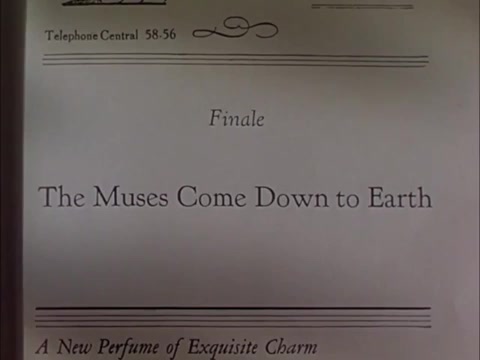 Telephone Central 58-56
Finale
The Muses Come Down to Earth
A New Perfume of Exquisite Charm